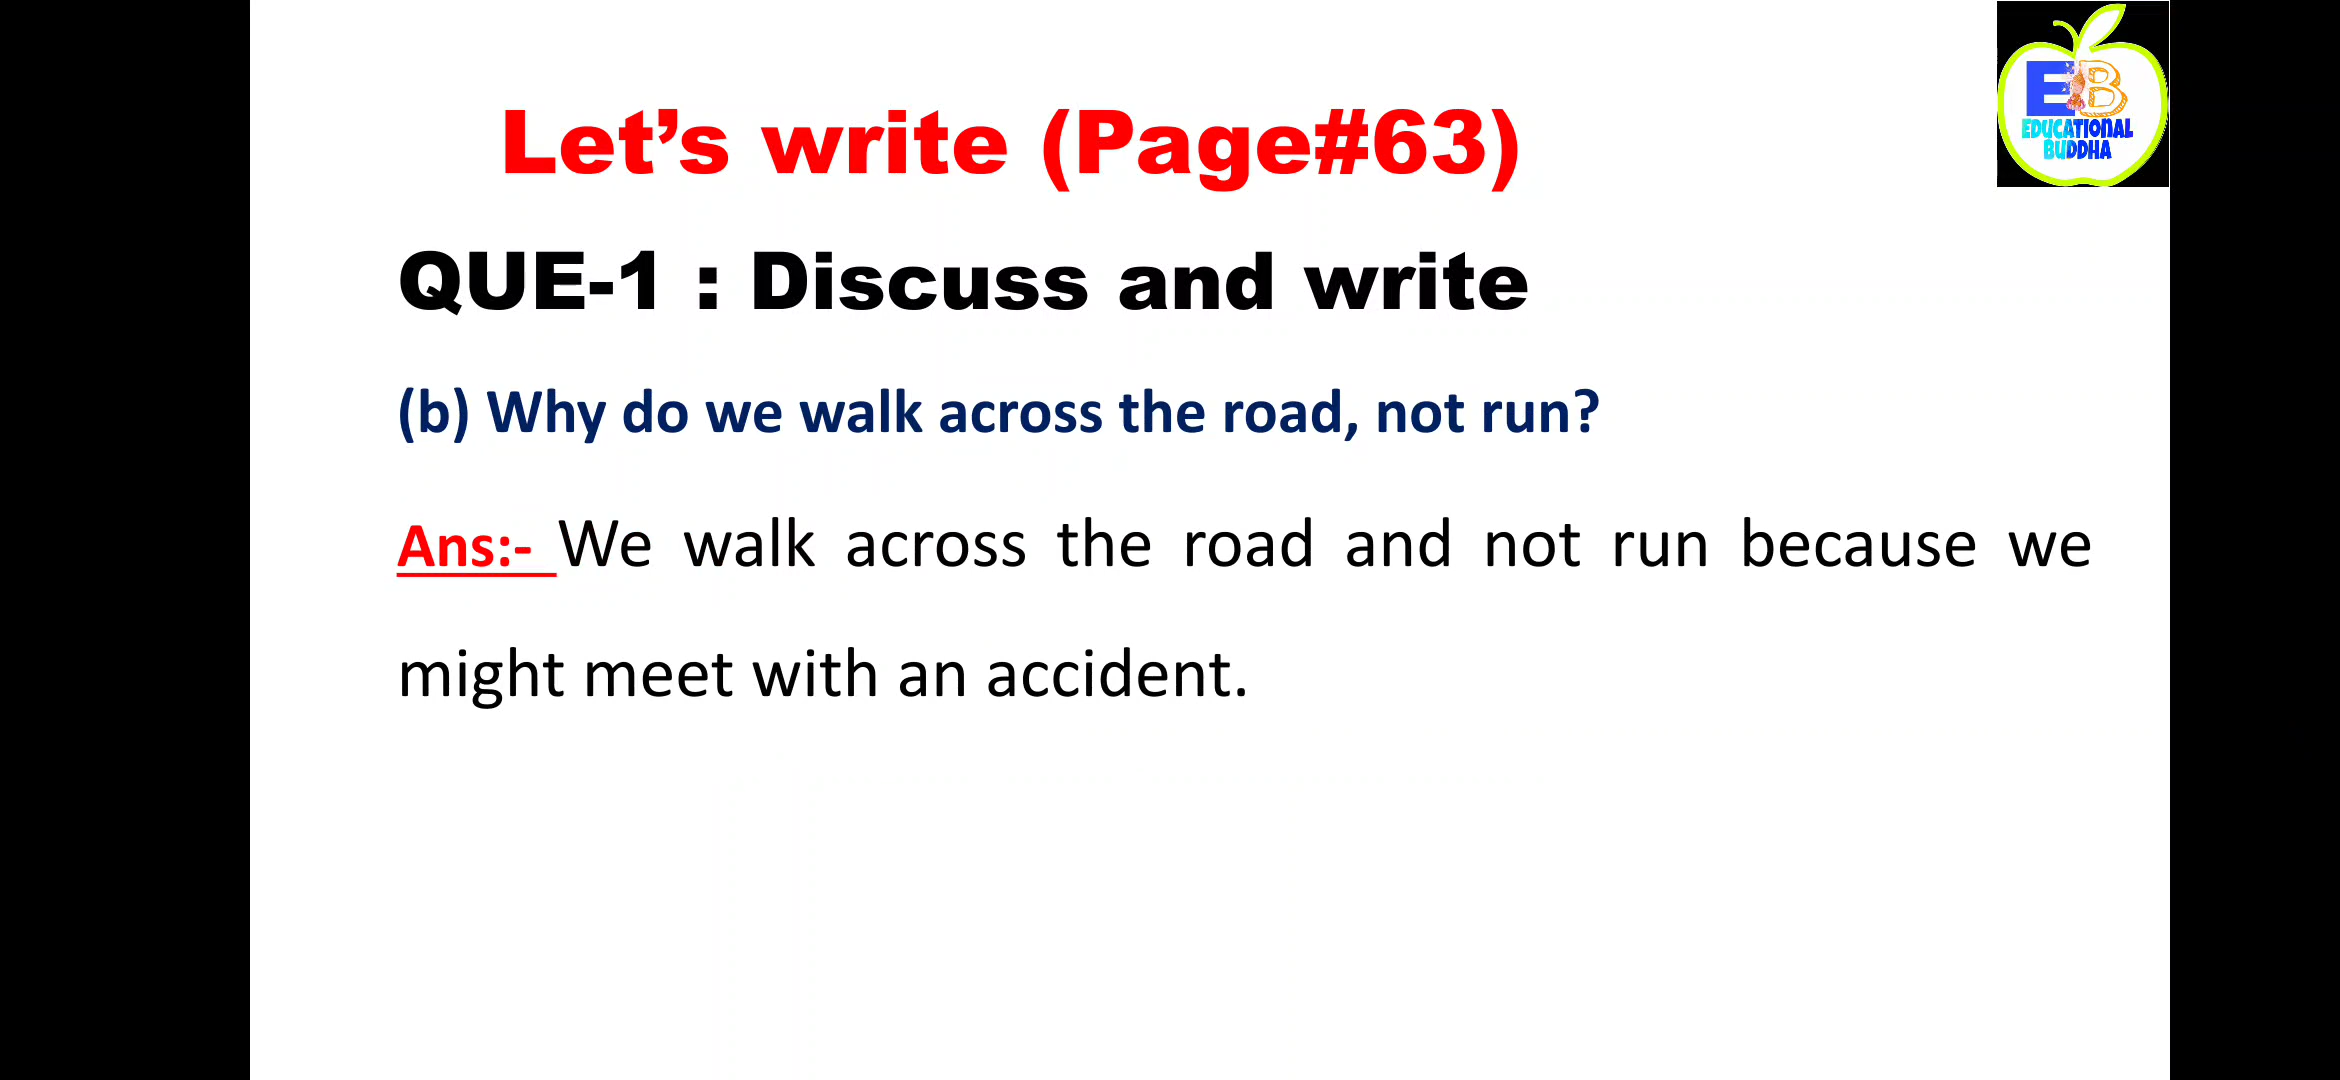 EB
EDUCATIONAL
BUDDHA
Let’s write (Page#63)
QUE-1 : Discuss and write
(b) Why do we walk across the road, not run?
Ans:- We walk across the road and not run because we
might meet with an accident.